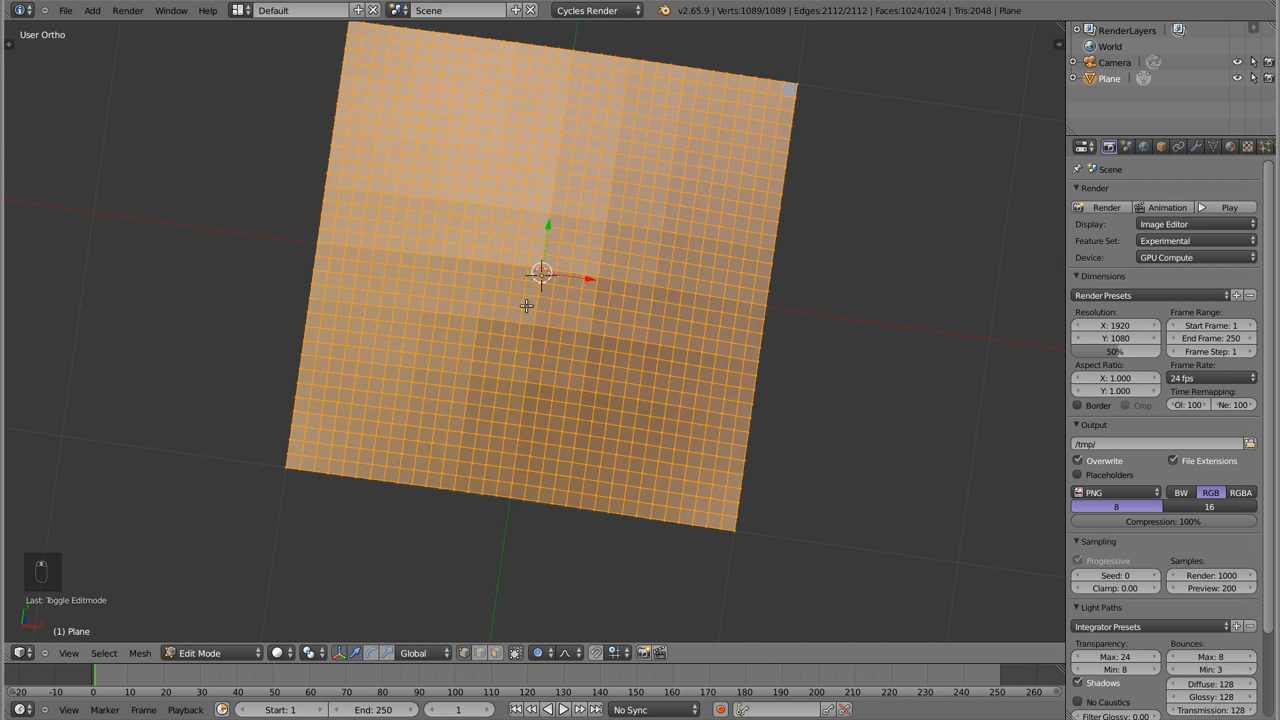 File Add Render Window Help Default Scene Cycles Render v2.65.9 | Verts:1089/1089 | Edges:2112/2112 | Faces:1024/1024 | Tris:2048 | Plane
User Ortho
RenderLayers
World
Camera
Plane
Scene
Render
Render Animation Play
Display: Image Editor
Feature Set: Experimental
Device: GPU Compute
Dimensions
Render Presets
Resolution: Frame Range:
X: 1920 Start Frame: 1
Y: 1080 End Frame: 250
50% Frame Step: 1
Aspect Ratio: Frame Rate:
X: 1.000 24 fps
Y: 1.000 Time Remapping:
Border Crop Ol: 100 Ne: 100
Output
/tmp/
Overwrite File Extensions
Placeholders
PNG BW RGB RGBA
8 16
Compression: 100%
Sampling
Progressive Samples:
Seed: 0 Render: 1000
Clamp: 0.00 Preview: 200
Light Paths
Integrator Presets
Transparency: Bounces:
Max: 24 Max: 8
Min: 8 Min: 3
Shadows Diffuse: 128
No Caustics Glossy: 128
Filter Glossy: 0.00 Transmission: 128
Last: Toggle Editmode
(1) Plane
View Select Mesh Edit Mode Global
-20 -10 0 10 20 30 40 50 60 70 80 90 100 110 120 130 140 150 160 170 180 190 200 210 220 230 240 250 260
View Marker Frame Playback Start: 1 End: 250 1 No Sync